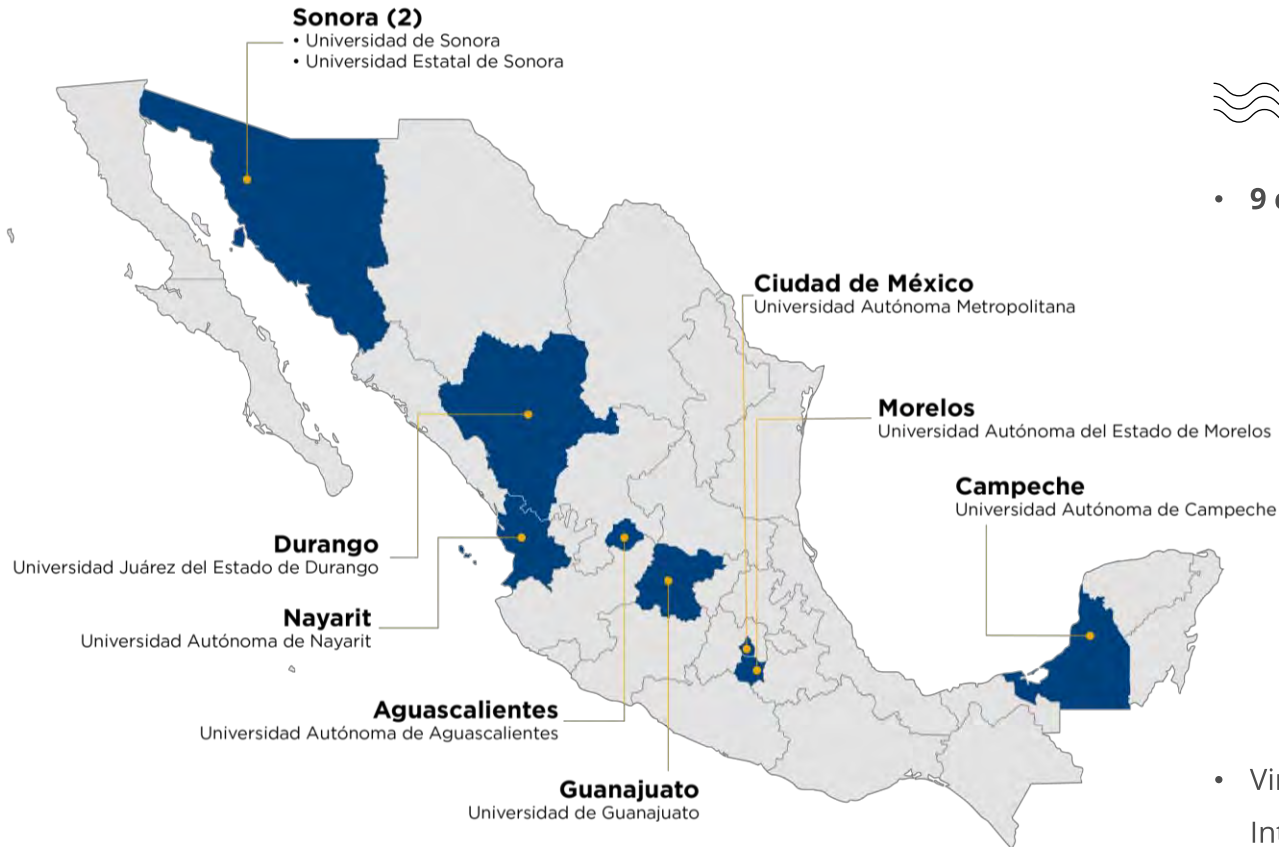 Sonora (2)
• Universidad de Sonora
• Universidad Estatal de Sonora
• 9
Ciudad de México
Universidad Autónoma Metropolitana
Morelos
Universidad Autónoma del Estado de Morelos
Campeche
Universidad Autónoma de Campeche
Durango
Universidad Juárez del Estado de Durango
Nayarit
Universidad Autónoma de Nayarit
Aguascalientes
Universidad Autónoma de Aguascalientes
Guanajuato
Universidad de Guanajuato